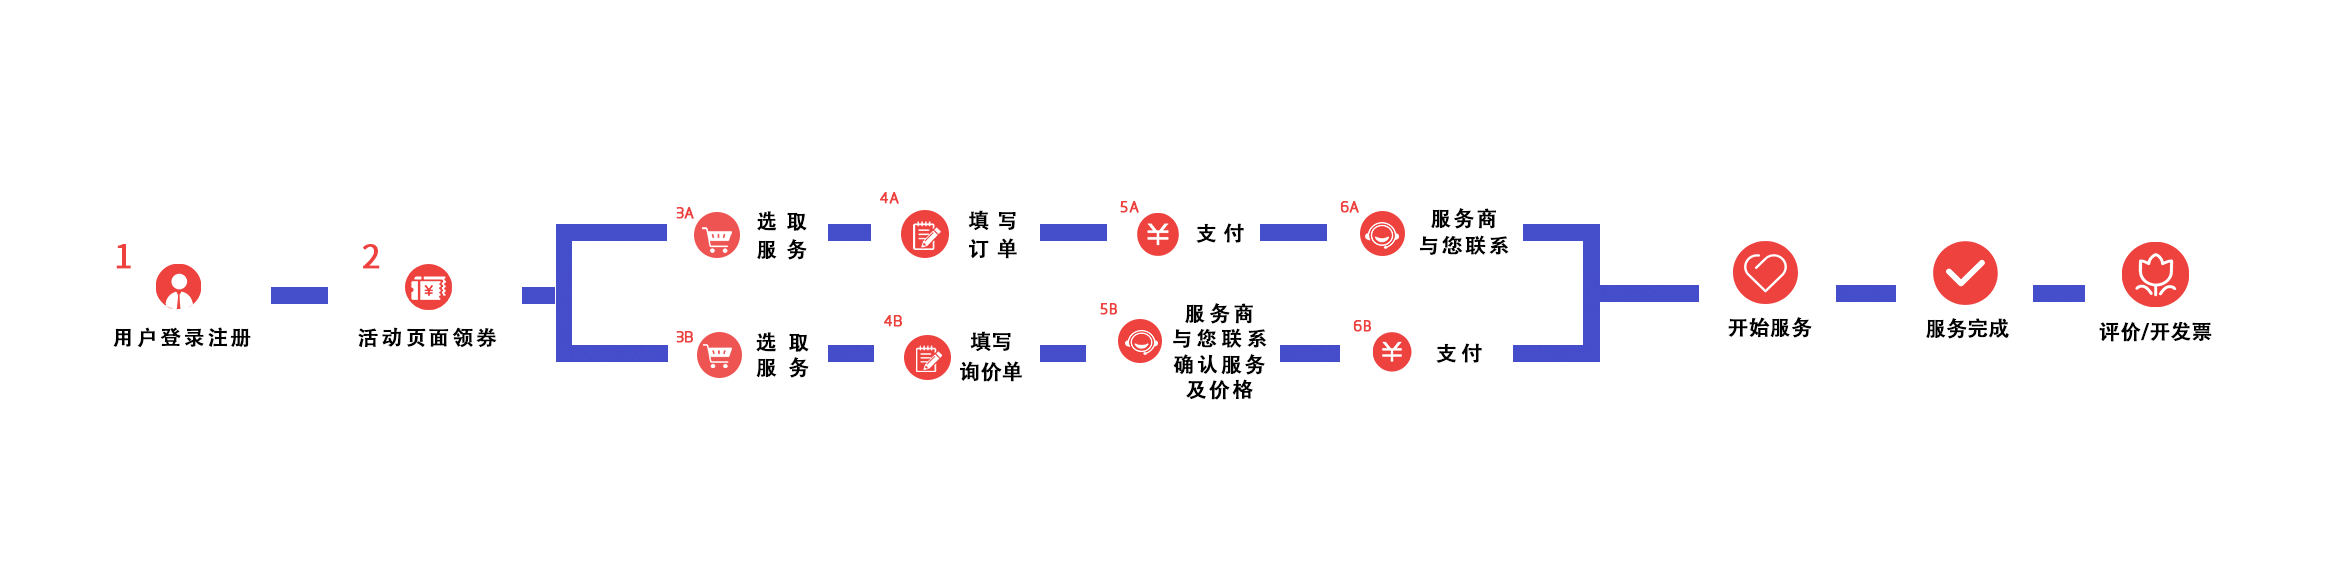 1
用户登录注册
2
活动页面领券
3A
选取
服务
4A
填写
订单
5A
支付
6A
服务商
与您联系
3B
选取
服务
4B
填写
询价单
5B
服务商
与您联系
确认服务
及价格
6B
支付
开始服务
服务完成
评价/开发票